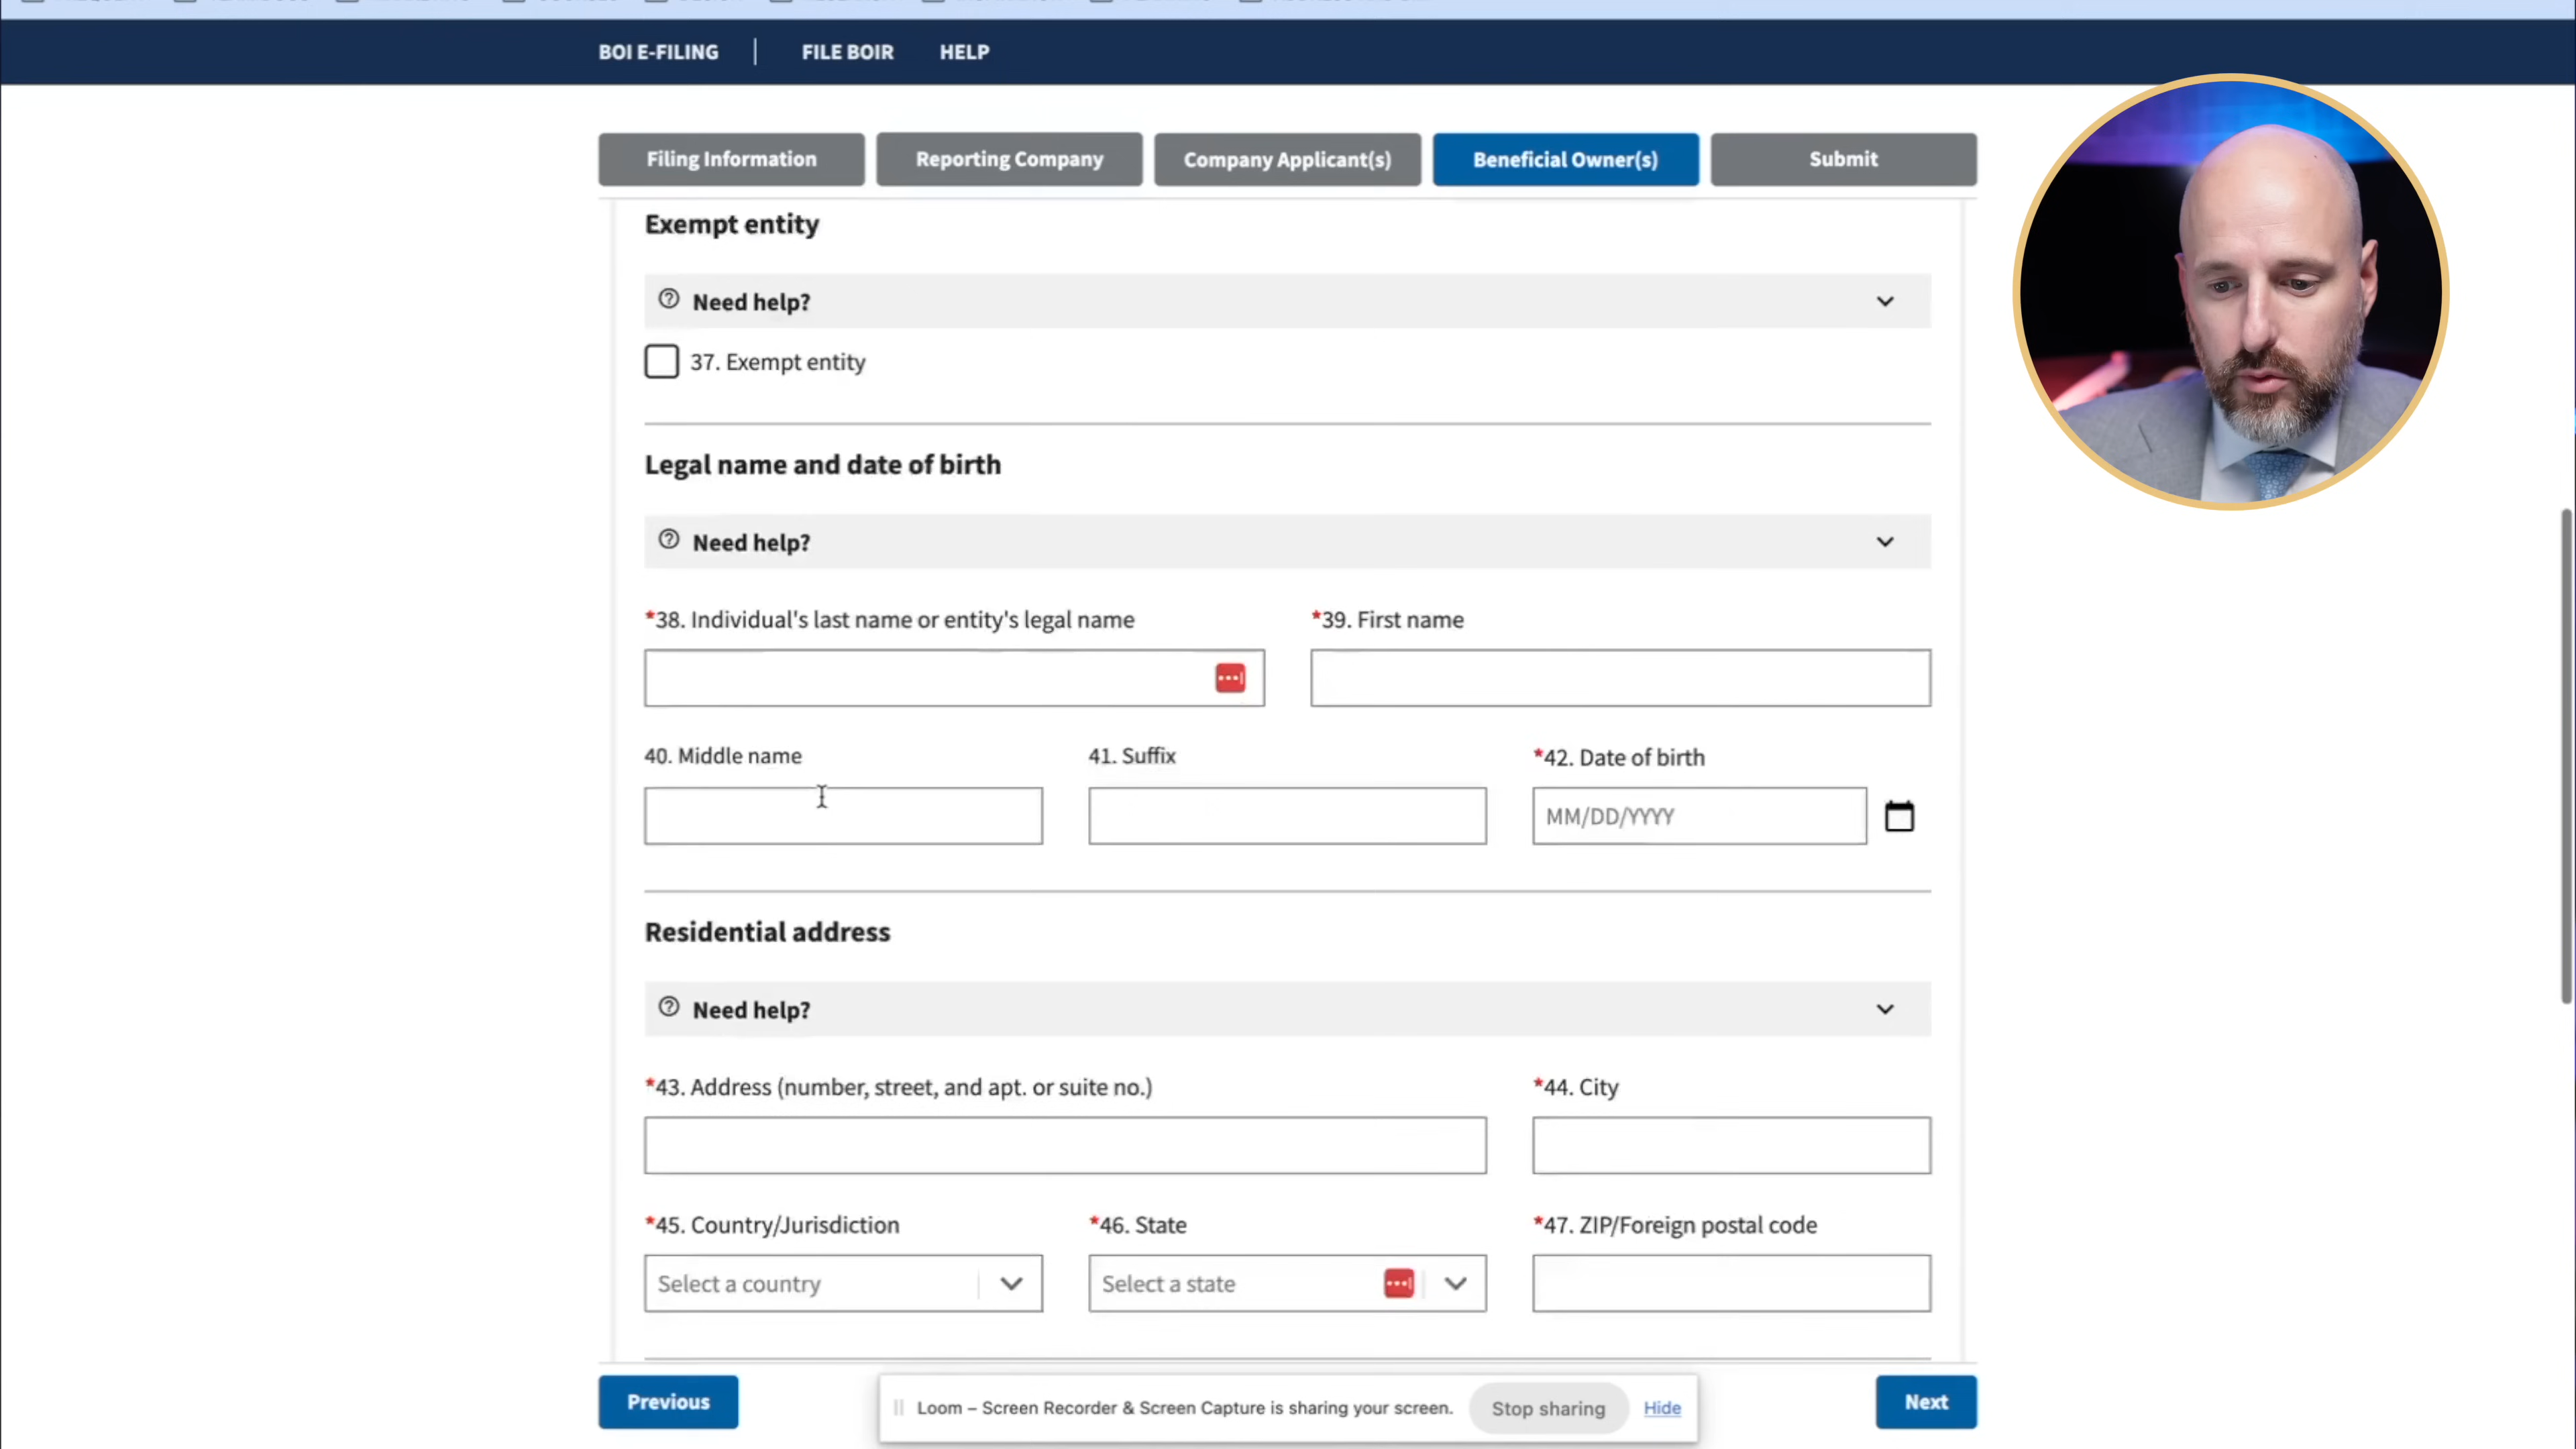 BOI E-FILING | FILE BOIR HELP
Filing Information Reporting Company Company Applicant(s) Beneficial Owner(s) Submit
Exempt entity
Need help?
37. Exempt entity
Legal name and date of birth
Need help?
*38. Individual's last name or entity's legal name *39. First name
40. Middle name 41. Suffix *42. Date of birth
MM/DD/YYYY
Residential address
Need help?
*43. Address (number, street, and apt. or suite no.) *44. City
*45. Country/Jurisdiction *46. State *47. ZIP/Foreign postal code
Select a country Select a state
Previous Loom – Screen Recorder & Screen Capture is sharing your screen. Stop sharing Hide Next